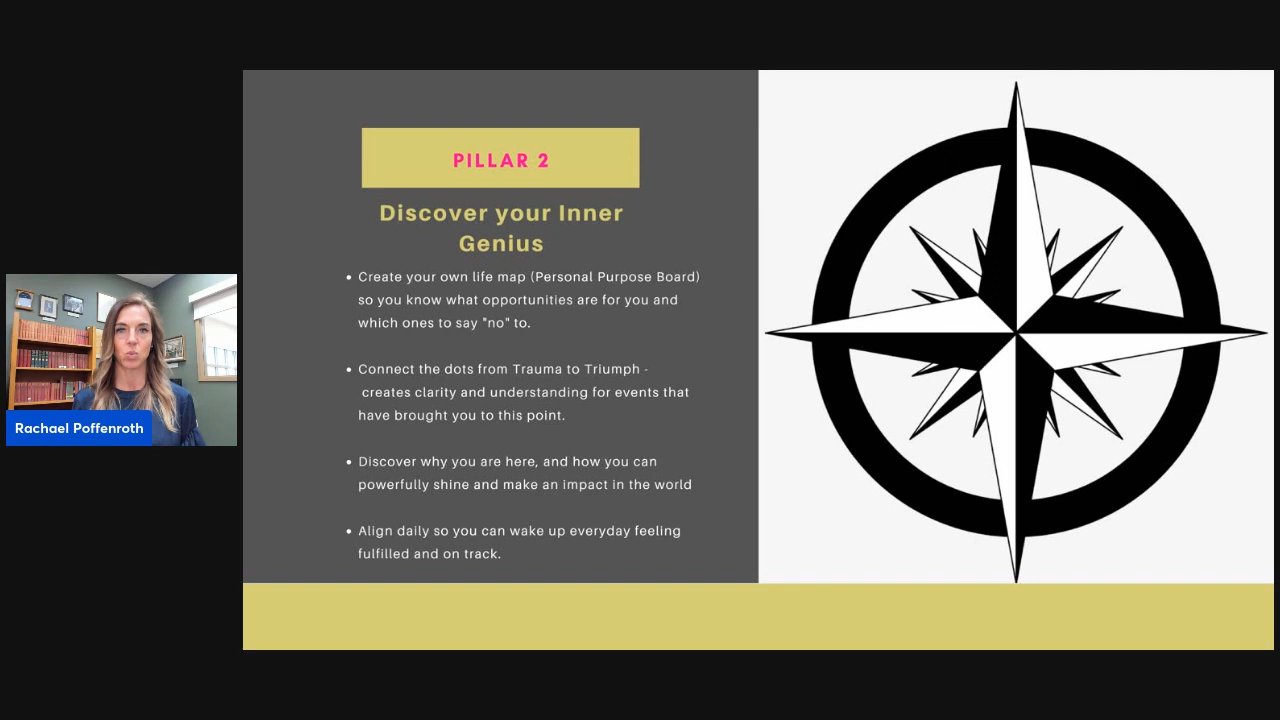 PILLAR 2
Discover your Inner
Genius
• Create your own life map (Personal Purpose Board)
so you know what opportunities are for you and
which ones to say "no" to.
• Connect the dots from Trauma to Triumph -
creates clarity and understanding for events that
have brought you to this point.
• Discover why you are here, and how you can
powerfully shine and make an impact in the world
• Align daily so you can wake up everyday feeling
fulfilled and on track.
Rachael Poffenroth